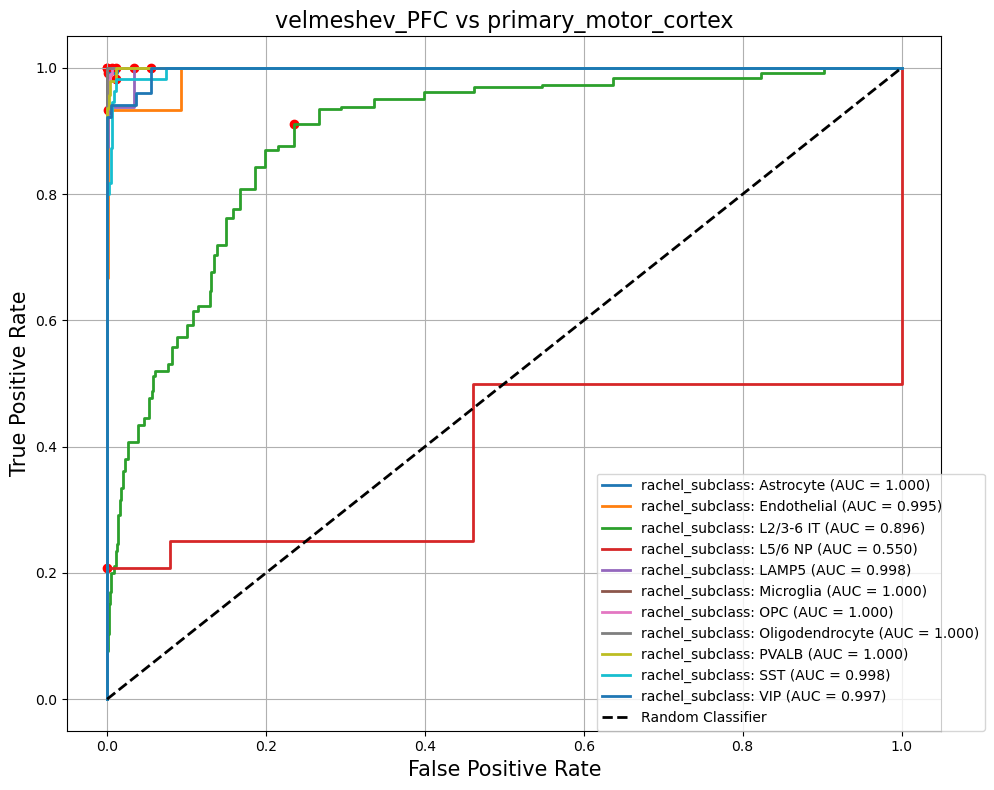 velmeshev_PFC vs primary_motor_cortex
True Positive Rate
1.0
0.8
0.6
0.4
0.2
0.0
rachel_subclass: Astrocyte (AUC = 1.000)
rachel_subclass: Endothelial (AUC = 0.995)
rachel_subclass: L2/3-6 IT (AUC = 0.896)
rachel_subclass: L5/6 NP (AUC = 0.550)
rachel_subclass: LAMP5 (AUC = 0.998)
rachel_subclass: Microglia (AUC = 1.000)
rachel_subclass: OPC (AUC = 1.000)
rachel_subclass: Oligodendrocyte (AUC = 1.000)
rachel_subclass: PVALB (AUC = 1.000)
rachel_subclass: SST (AUC = 0.998)
rachel_subclass: VIP (AUC = 0.997)
Random Classifier
0.0 0.2 0.4 0.6 0.8 1.0
False Positive Rate